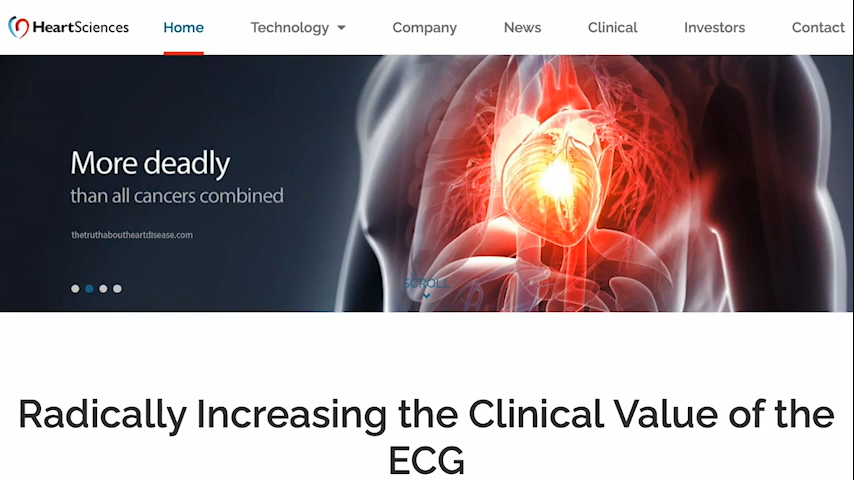 HeartSciences
Home
Technology
Company
News
Clinical
Investors
Contact
More deadly
than all cancers combined
thetruthaboutheartdisease.com
SCROLL
Radically Increasing the Clinical Value of the
ECG